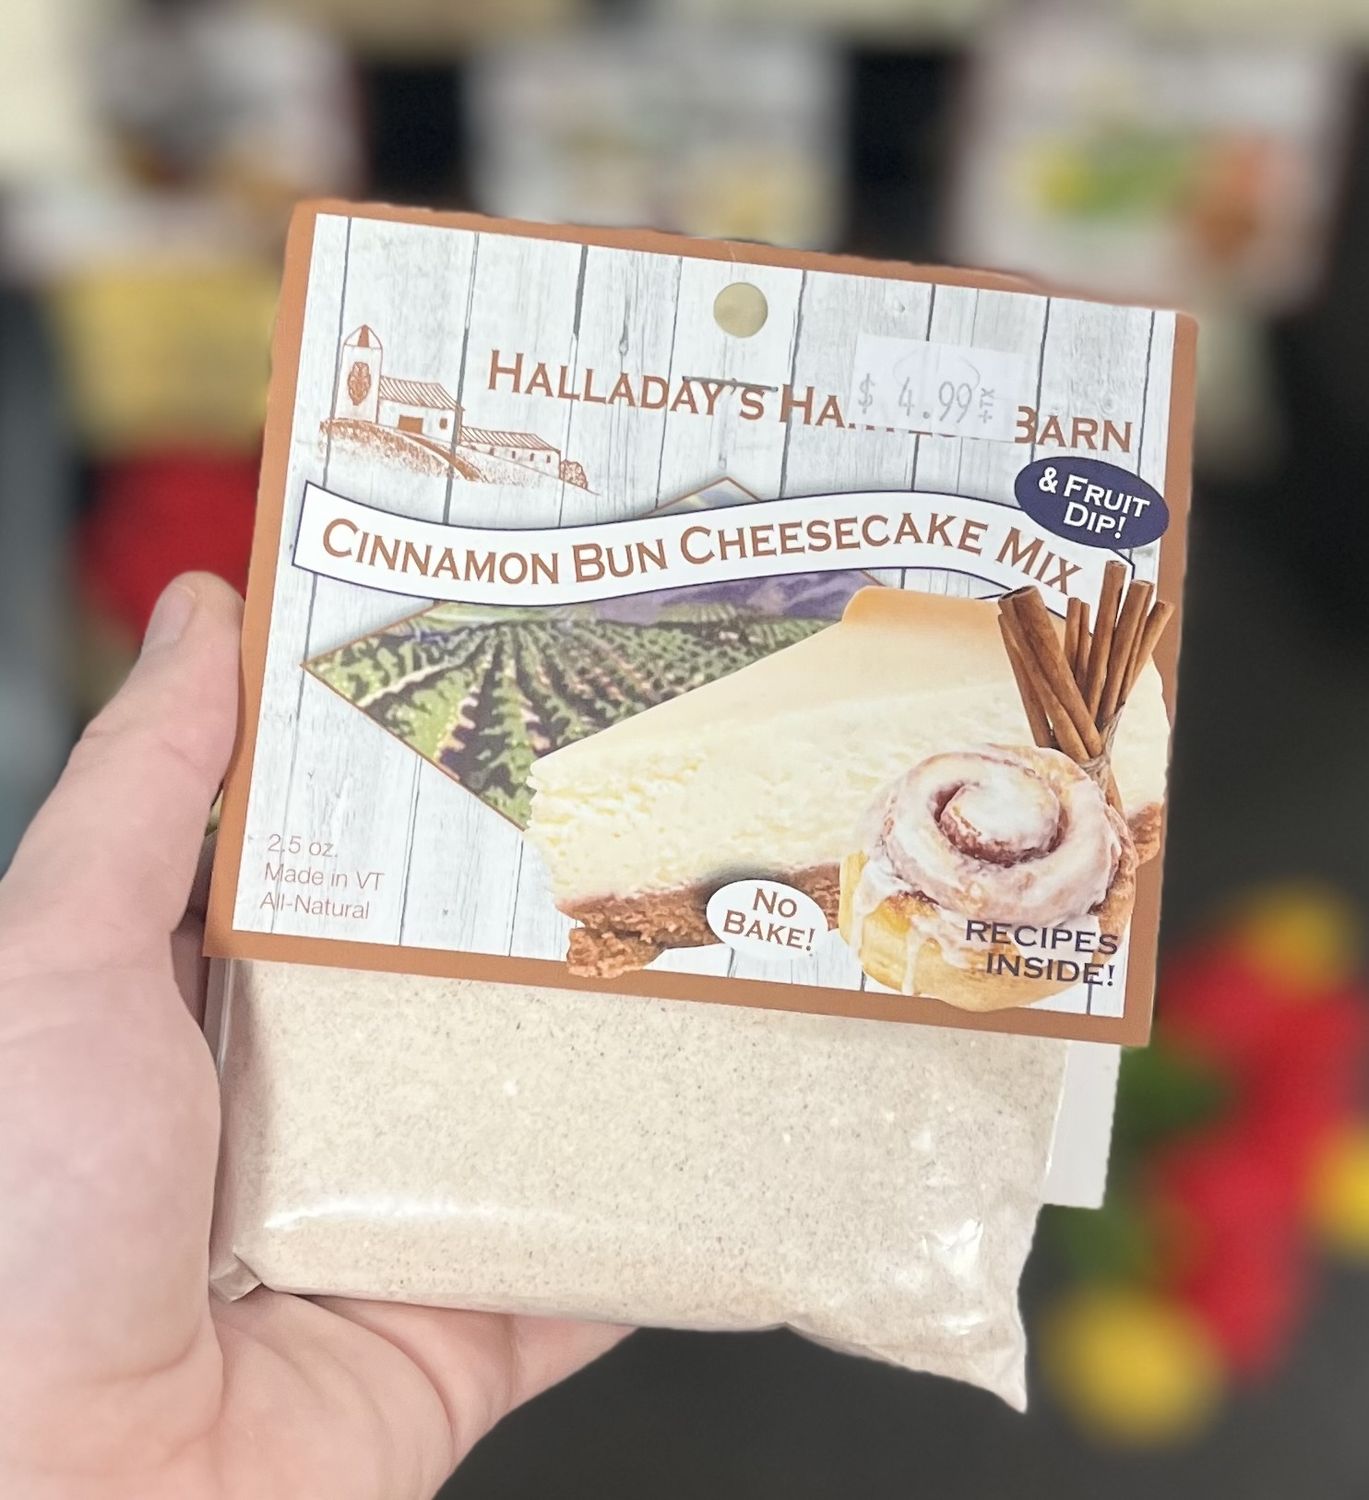 HALLADAY'S HA BARN
$ 4.99 +TX
& FRUIT
DIP!
CINNAMON BUN CHEESECAKE MIX
2.5 oz.
Made in VT
All-Natural
NO
BAKE!
RECIPES
INSIDE!